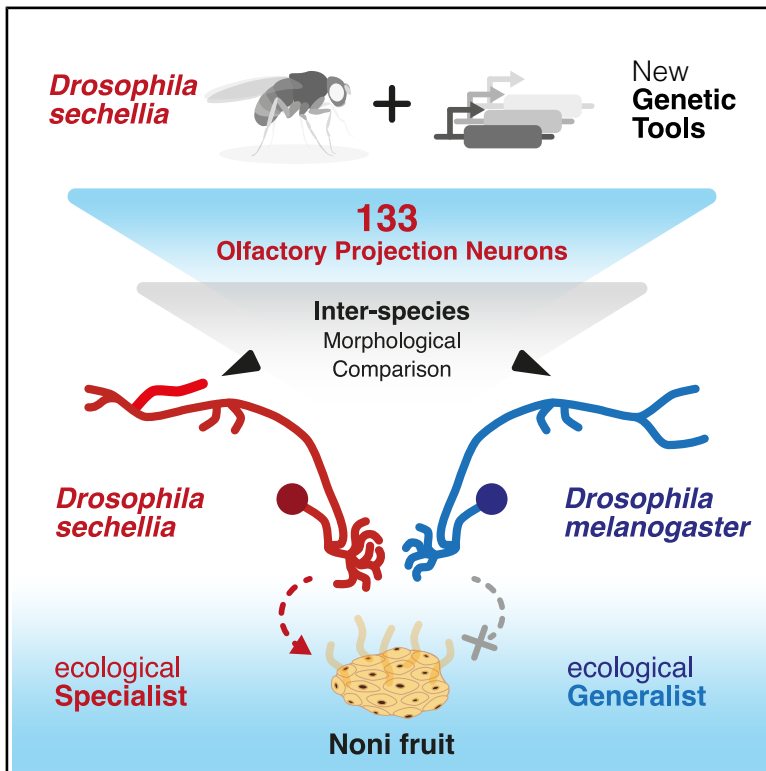 Drosophila
sechellia
+
New
Genetic
Tools
133
Olfactory Projection Neurons
Inter-species
Morphological
Comparison
Drosophila
sechellia
Drosophila
melanogaster
ecological
Specialist
ecological
Generalist
Noni fruit